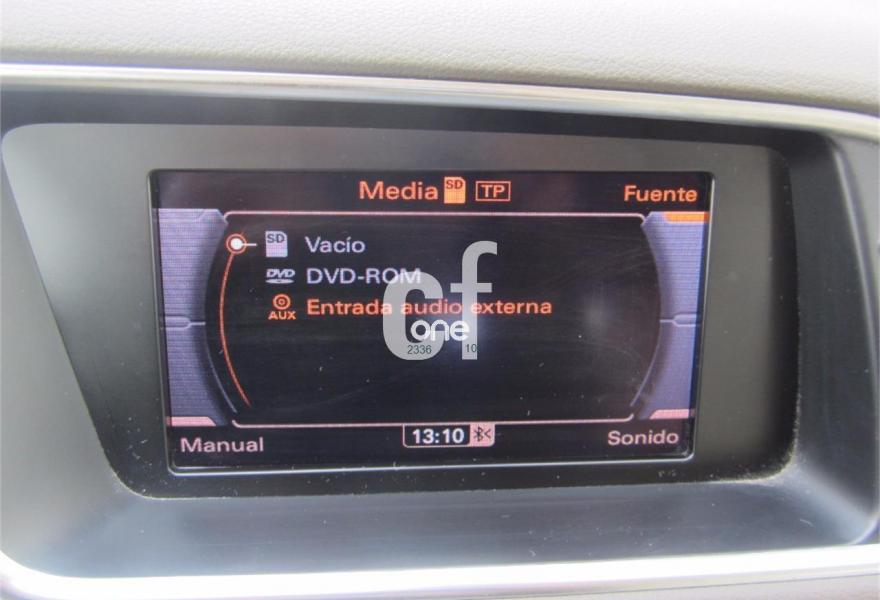 Media SD TP
Fuente
SD Vacío
DVD DVD-ROM
AUX Entrada audio externa
cf
one
2336 10
Manual
13:10
Sonido